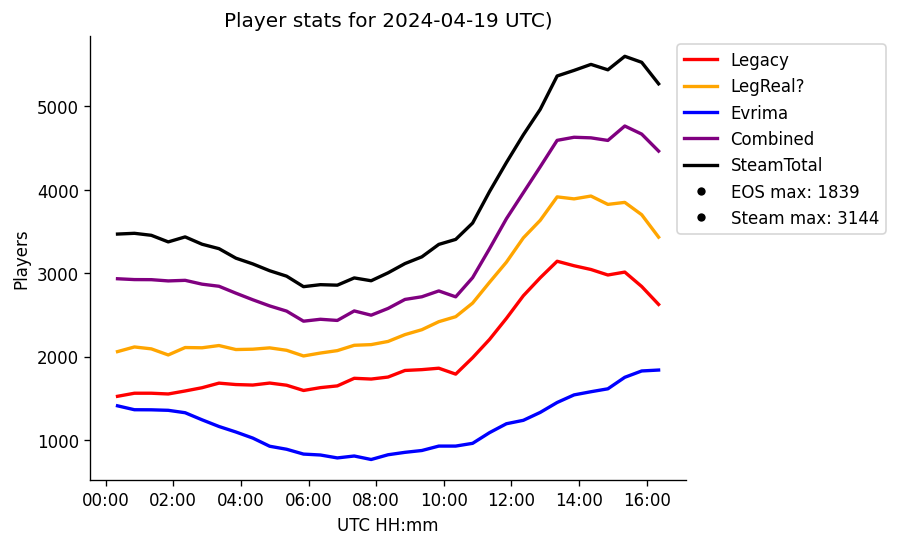 Player stats for 2024-04-19 UTC)
Legacy
LegReal?
Evrima
Combined
SteamTotal
EOS max: 1839
Steam max: 3144
Players
5000
4000
3000
2000
1000
00:00 02:00 04:00 06:00 08:00 10:00 12:00 14:00 16:00
UTC HH:mm